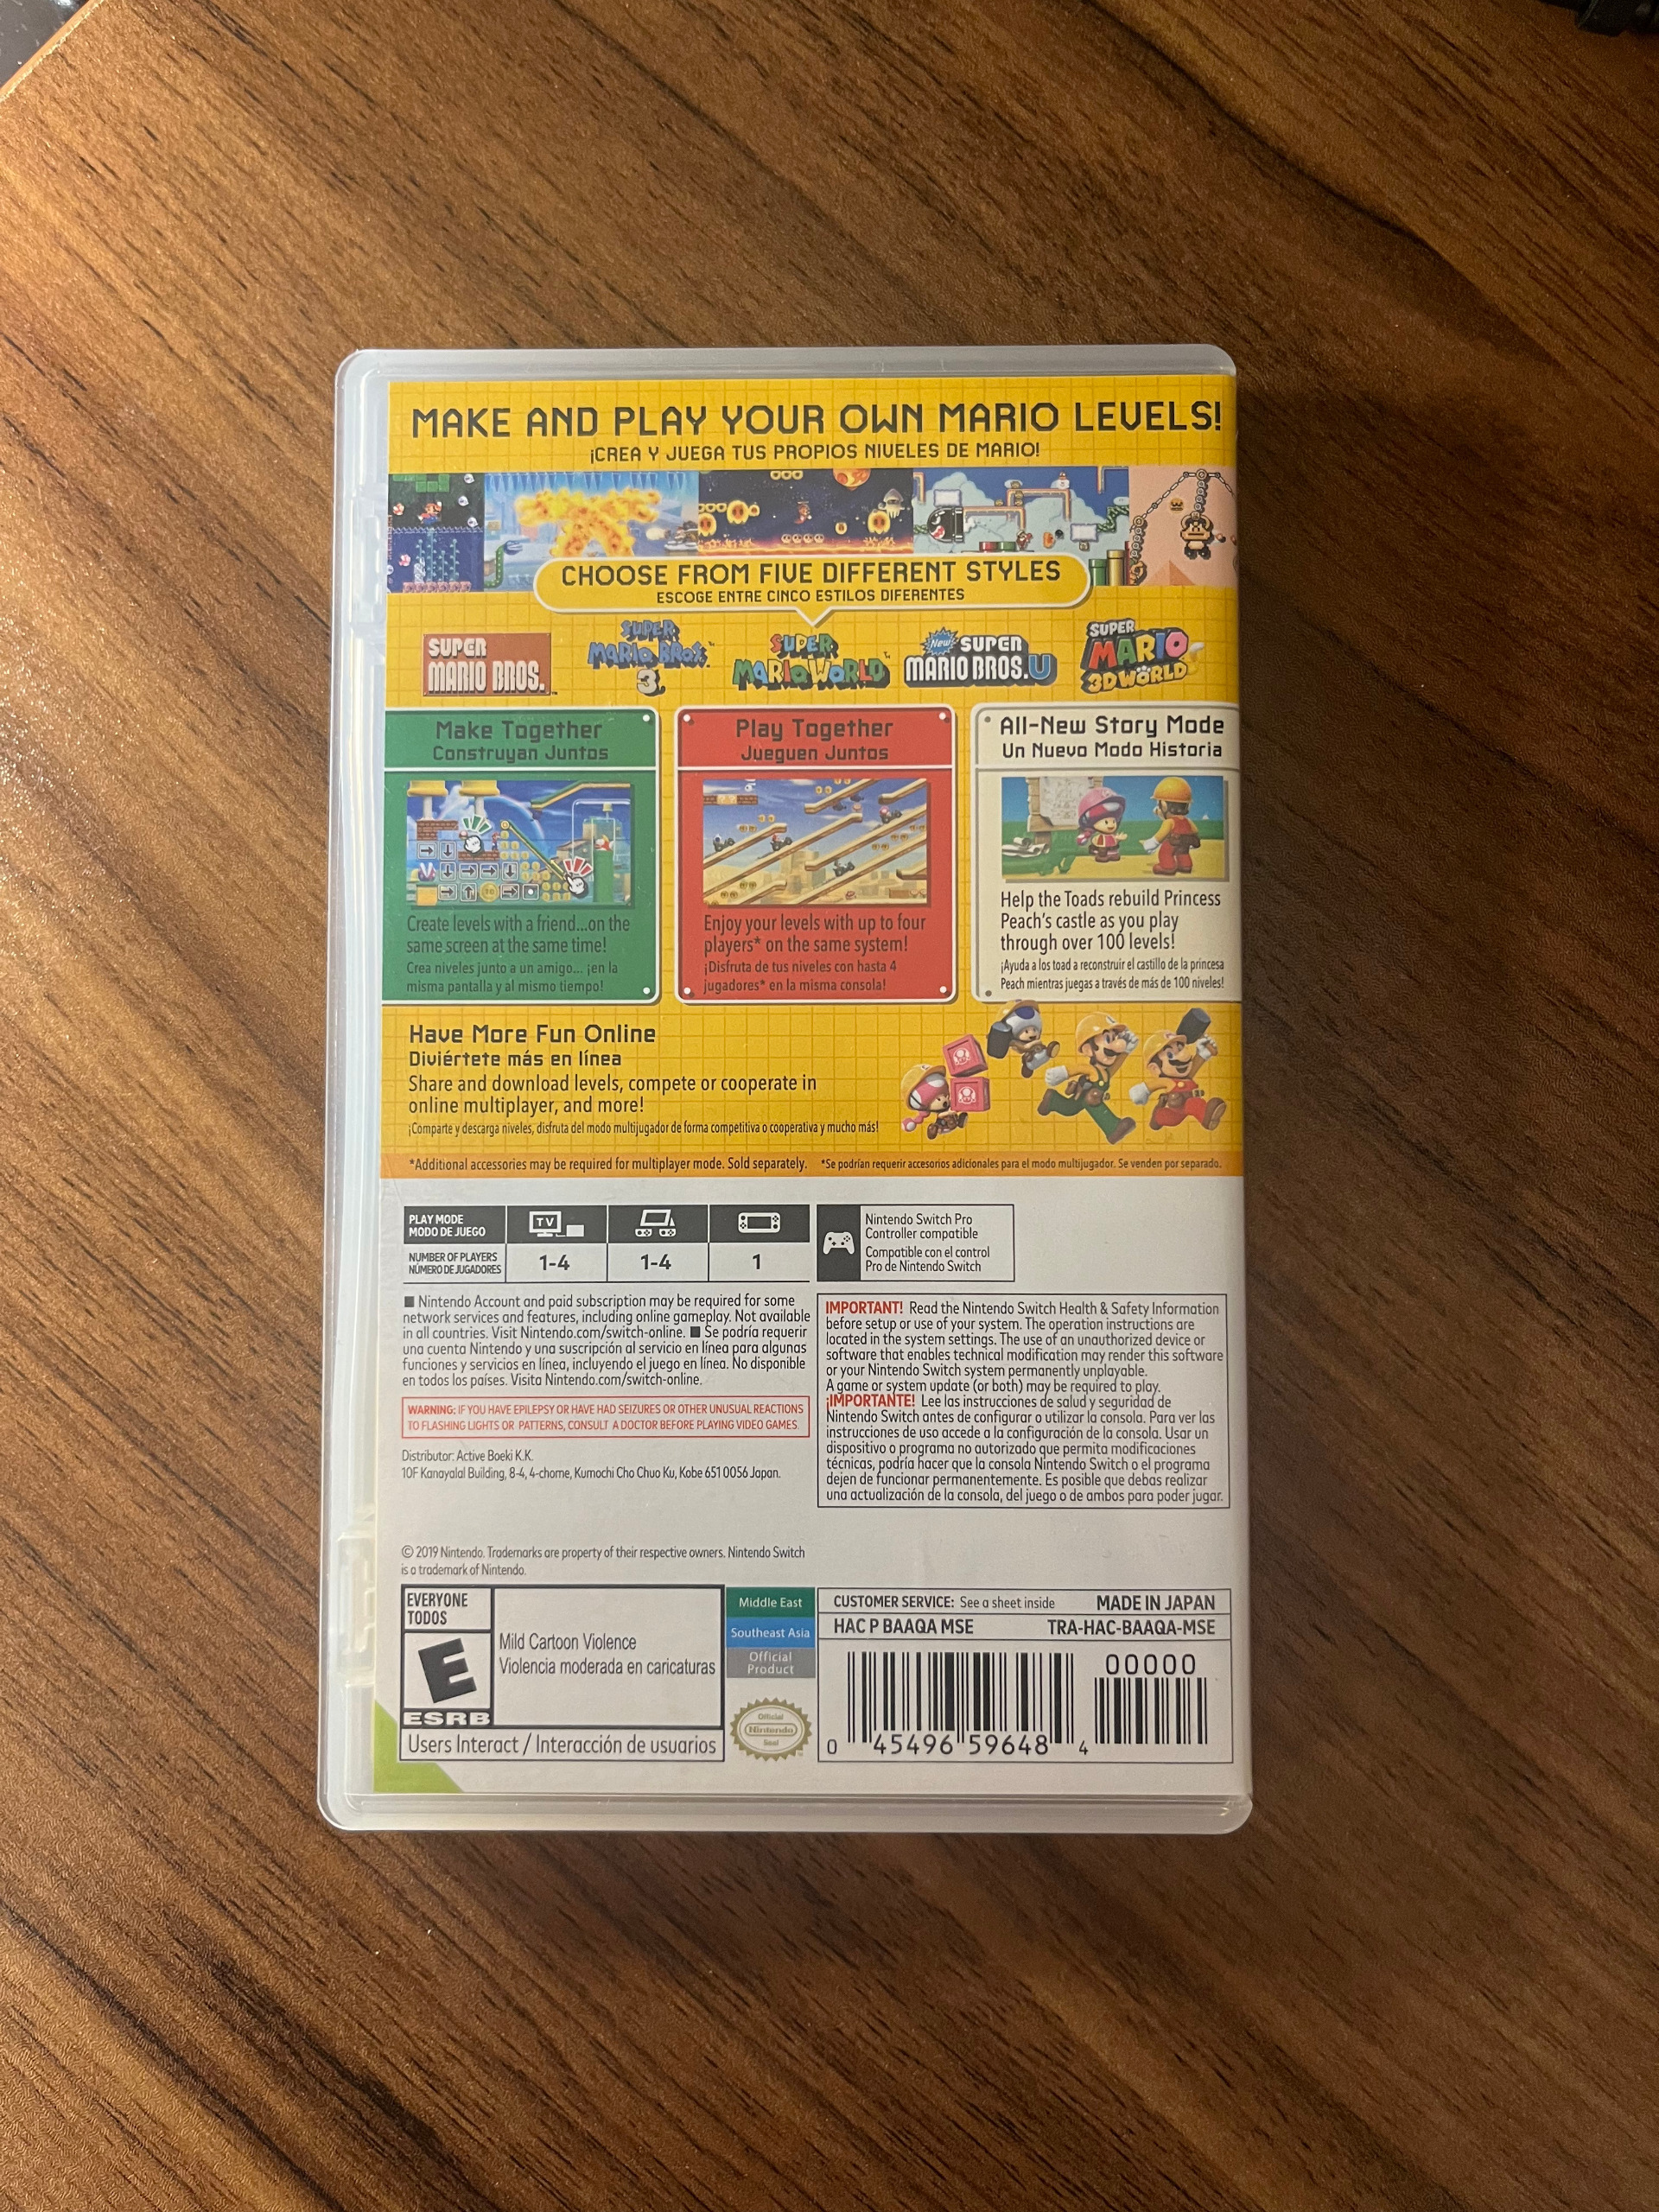 MAKE AND PLAY YOUR OWN MARIO LEVELS!
¡CREA Y JUEGA TUS PROPIOS NIVELES DE MARIO!
CHOOSE FROM FIVE DIFFERENT STYLES
ESCOGE ENTRE CINCO ESTILOS DIFERENTES
SUPER
MARIO BROS.™
SUPER
MARIO BROS.™
3
SUPER
MARIO WORLD™
New SUPER
MARIO BROS.U
SUPER
MARIO
3D WORLD
Make Together
Construyan Juntos
Create levels with a friend...on the
same screen at the same time!
Crea niveles junto a un amigo... ¡en la
misma pantalla y al mismo tiempo!
Play Together
Jueguen Juntos
Enjoy your levels with up to four
players* on the same system!
¡Disfruta de tus niveles con hasta 4
jugadores* en la misma consola!
All-New Story Mode
Un Nuevo Modo Historia
Help the Toads rebuild Princess
Peach's castle as you play
through over 100 levels!
¡Ayuda a los toad a reconstruir el castillo de la princesa
Peach mientras juegas a través de más de 100 niveles!
Have More Fun Online
Diviértete más en línea
Share and download levels, compete or cooperate in
online multiplayer, and more!
¡Comparte y descarga niveles, disfruta del modo multijugador de forma competitiva o cooperativa y mucho más!
*Additional accessories may be required for multiplayer mode. Sold separately. *Se podrían requerir accesorios adicionales para el modo multijugador. Se venden por separado.
PLAY MODE
MODO DE JUEGO
TV
NUMBER OF PLAYERS
NÚMERO DE JUGADORES
1-4
1-4
1
Nintendo Switch Pro
Controller compatible
Compatible con el control
Pro de Nintendo Switch
■ Nintendo Account and paid subscription may be required for some
network services and features, including online gameplay. Not available
in all countries. Visit Nintendo.com/switch-online. ■ Se podría requerir
una cuenta Nintendo y una suscripción al servicio en línea para algunas
funciones y servicios en línea, incluyendo el juego en línea. No disponible
en todos los países. Visita Nintendo.com/switch-online.
WARNING: IF YOU HAVE EPILEPSY OR HAVE HAD SEIZURES OR OTHER UNUSUAL REACTIONS
TO FLASHING LIGHTS OR PATTERNS, CONSULT A DOCTOR BEFORE PLAYING VIDEO GAMES.
Distributor: Active Boeki K.K.
10F Kanayalal Building, 8-4, 4-chome, Kumochi Cho Chuo Ku, Kobe 651 0056 Japan.
IMPORTANT! Read the Nintendo Switch Health & Safety Information
before setup or use of your system. The operation instructions are
located in the system settings. The use of an unauthorized device or
software that enables technical modification may render this software
or your Nintendo Switch system permanently unplayable.
A game or system update (or both) may be required to play.
¡IMPORTANTE! Lee las instrucciones de salud y seguridad de
Nintendo Switch antes de configurar o utilizar la consola. Para ver las
instrucciones de uso accede a la configuración de la consola. Usar un
dispositivo o programa no autorizado que permita modificaciones
técnicas, podría hacer que la consola Nintendo Switch o el programa
dejen de funcionar permanentemente. Es posible que debas realizar
una actualización de la consola, del juego o de ambos para poder jugar.
© 2019 Nintendo. Trademarks are property of their respective owners. Nintendo Switch
is a trademark of Nintendo.
EVERYONE
TODOS
E
ESRB
Mild Cartoon Violence
Violencia moderada en caricaturas
Users Interact / Interacción de usuarios
Middle East
Southeast Asia
Official
Product
Official
Nintendo
Seal
CUSTOMER SERVICE: See a sheet inside MADE IN JAPAN
HAC P BAAQA MSE TRA-HAC-BAAQA-MSE
00000
0 45496 59648 4